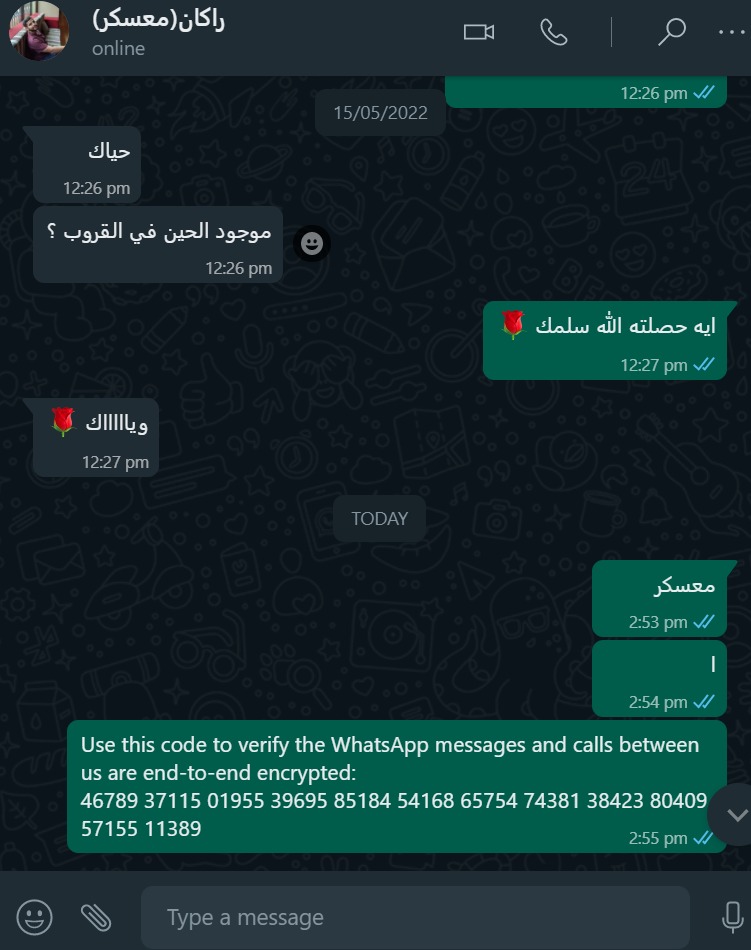 راكان(معسكر)
online
12:26 pm
15/05/2022
حياك
12:26 pm
موجود الحين في القروب ؟
12:26 pm
ايه حصلته الله سلمك 🌹
12:27 pm
وياااااك 🌹
12:27 pm
TODAY
معسكر
2:53 pm
ا
2:54 pm
Use this code to verify the WhatsApp messages and calls between
us are end-to-end encrypted:
46789 37115 01955 39695 85184 54168 65754 74381 38423 80409
57155 11389
2:55 pm
Type a message